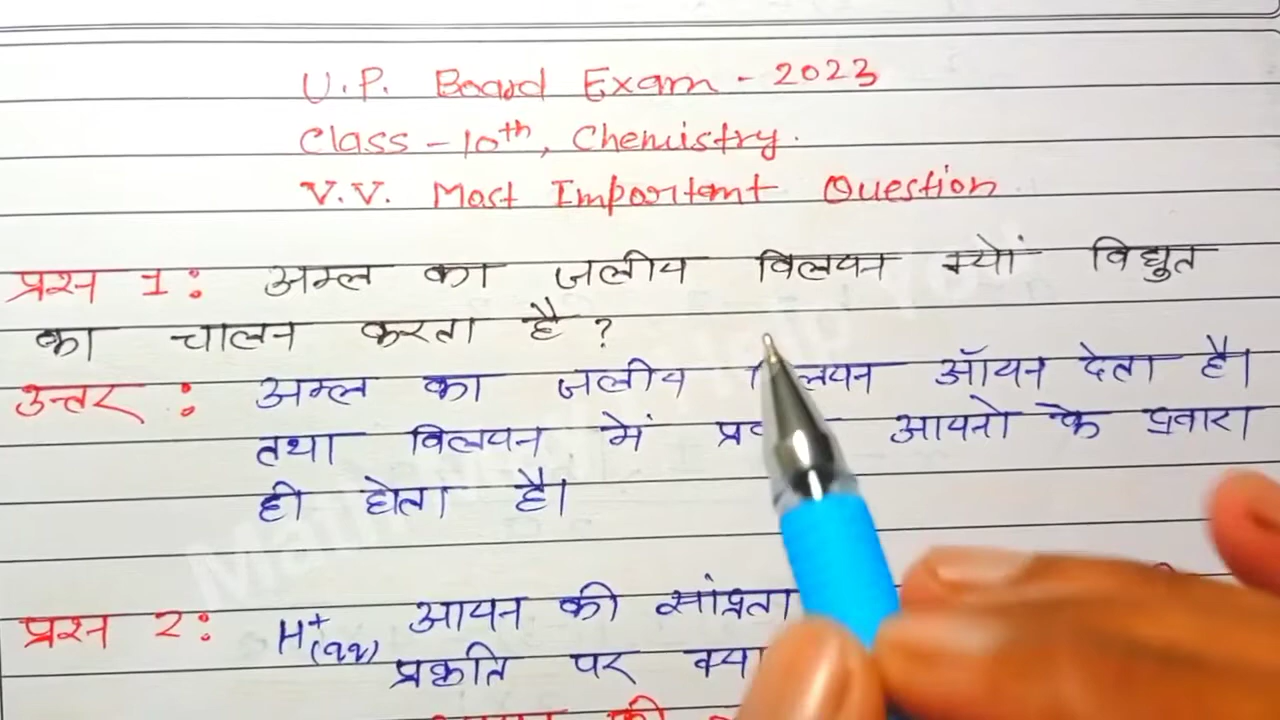 U.P. Board Exam - 2023
Class - 10th, Chemistry.
V.V. Most Important Question
प्रश्न 1: अम्ल का जलीय विलयन क्यों विद्युत
का चालन करता है ?
उत्तर : अम्ल का जलीय ऑयन देता है।
तथा विलयन में आयनो के द्वारा
ही होता है।
प्रश्न 2: H+(aq) आयन की सांद्रता
प्रकृति पर क्या